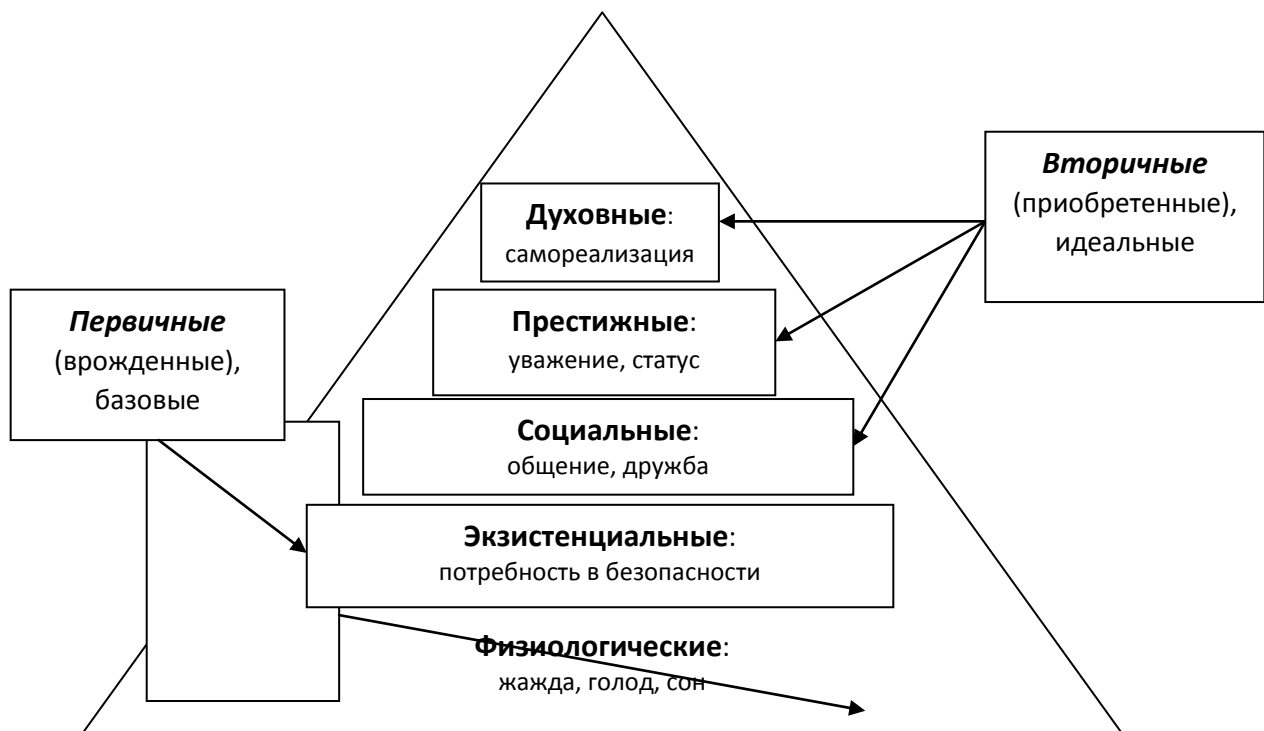 Вторичные
(приобретенные),
идеальные
Духовные:
самореализация
Первичные
(врожденные),
базовые
Престижные:
уважение, статус
Социальные:
общение, дружба
Экзистенциальные:
потребность в безопасности
Физиологические:
жажда, голод, сон